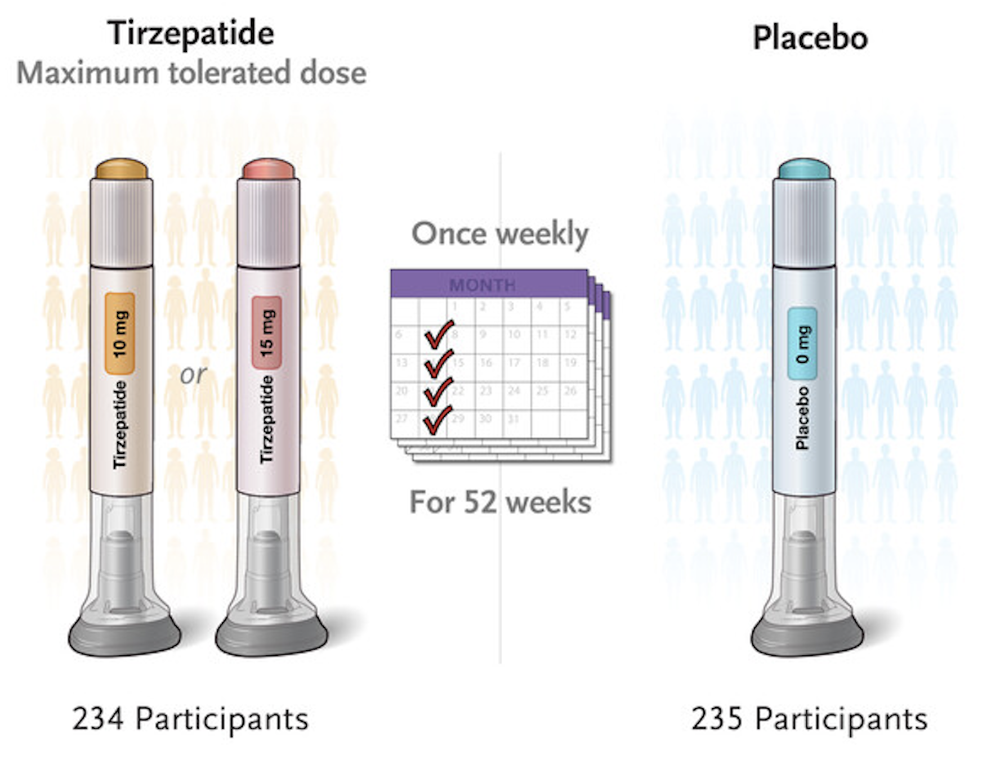 Tirzepatide
Maximum tolerated dose
Placebo
Tirzepatide 10 mg
or
Tirzepatide 15 mg
Once weekly
MONTH
1 2 3 4 5
6 8 9 10 11 12
13 15 16 17 18 19
20 22 23 24 25 26
27 29 30 31
For 52 weeks
Placebo 0 mg
234 Participants
235 Participants